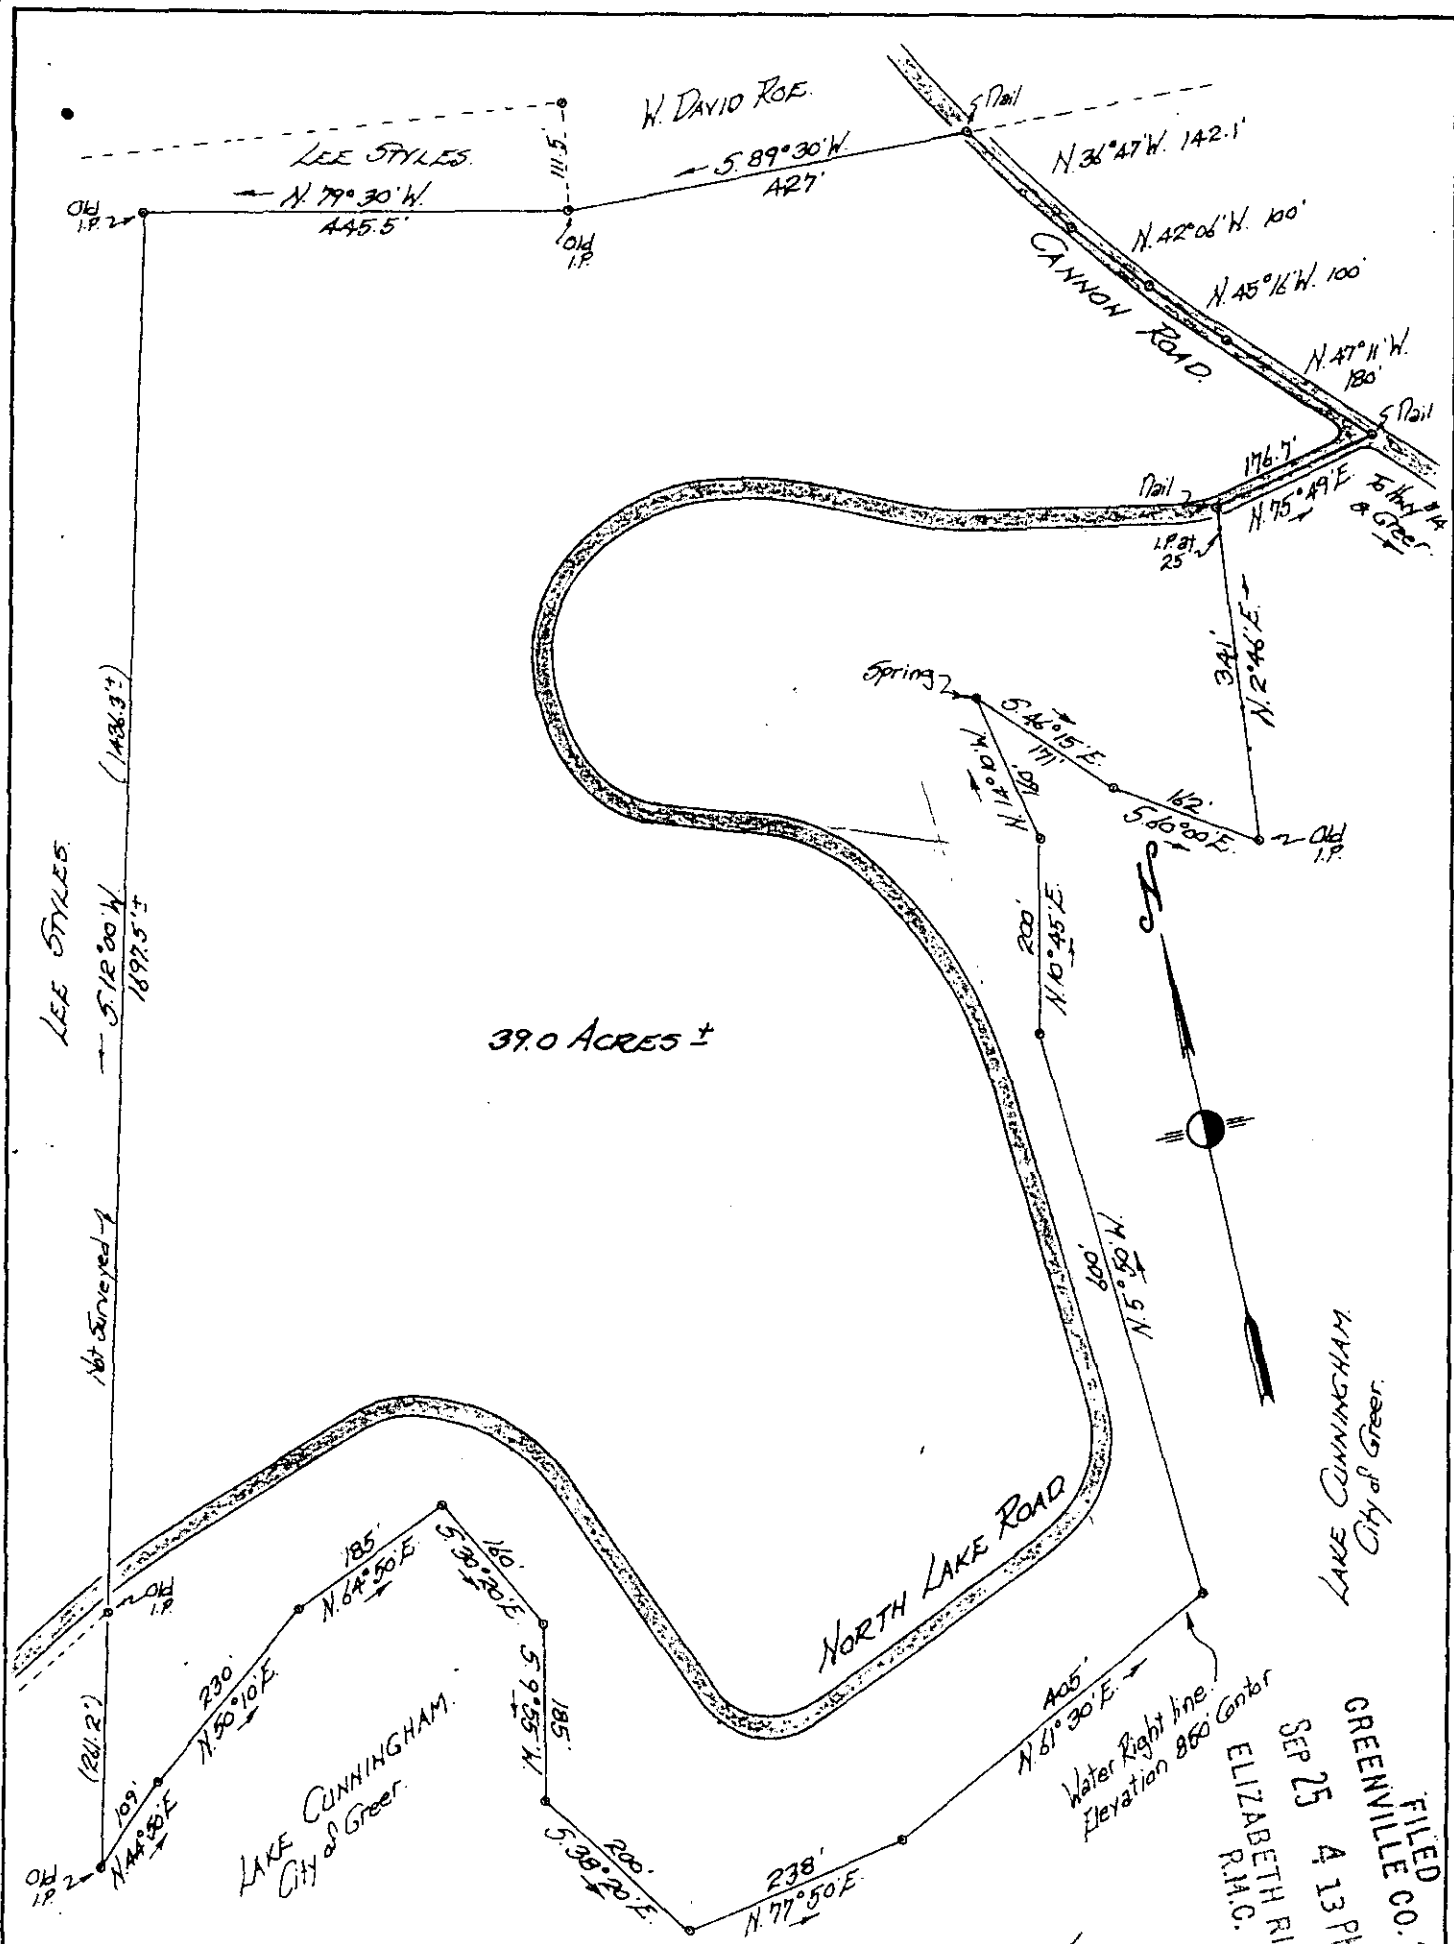 W. DAVID ROE.
Nail
LEE STYLES.
111.5'
← S. 89°30' W.
427'
N. 36°47' W. 142.1'
← N. 79°30' W.
445.5'
Old
I.P.
Old
I.P.
N. 42°06' W. 100'
CANNON ROAD.
N. 45°16' W. 100'
N. 47°11' W.
180'
Nail
176.7'
N. 75°49' E.
To Hwy #14
& Greer.
Nail
I.P. at
25'
341'
N. 2°46' E. →
Spring
S. 46°15' E.
171'
N. 14°10' W.
160'
162'
S. 60°00' E.
Old
I.P.
LEE STYLES.
← S. 12°00' W. (1436.3'±)
1697.5'±
200'
N. 10°45' E.
N
39.0 ACRES ±
Not Surveyed
600'
N. 5°50' W.
LAKE CUNNINGHAM.
City of Greer.
NORTH LAKE ROAD
Old
I.P.
185'
N. 64°50' E.
160'
S. 30°20' E.
230'
N. 50°10' E.
(261.2')
109'
N. 44°50' E.
Old
I.P.
LAKE CUNNINGHAM.
City of Greer.
185'
S. 9°55' W.
200'
S. 38°20' E.
238'
N. 77°50' E.
405'
N. 61°30' E. →
Water Right line.
Elevation 860' Contor
FILED
GREENVILLE CO.
SEP 25 4 13 PM
ELIZABETH
R.M.C.